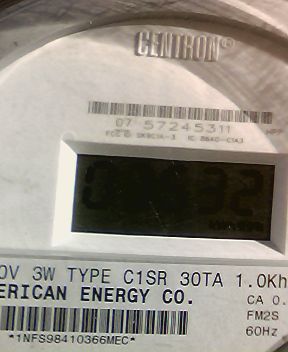 CENTRON®
07 57245311
0V 3W TYPE C1SR 30TA 1.0Kh
ERICAN ENERGY CO.
CA 0.
FM2S
60Hz
*1NFS98410366MEC*